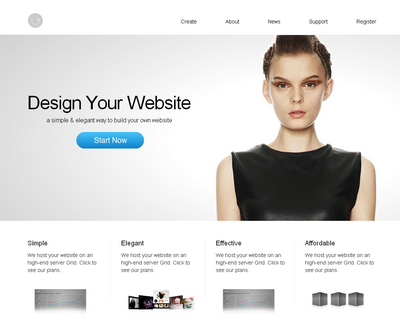 Create About News Support Register
Design Your Website
a simple & elegant way to build your own website
Start Now
Simple
We host your website on an
high-end server Grid. Click to
see our plans
Elegant
We host your website on an
high-end server Grid. Click to
see our plans.
Effective
We host your website on an
high-end server Grid. Click to
see our plans
Affordable
We host your website on an
high-end server Grid. Click to
see our plans.